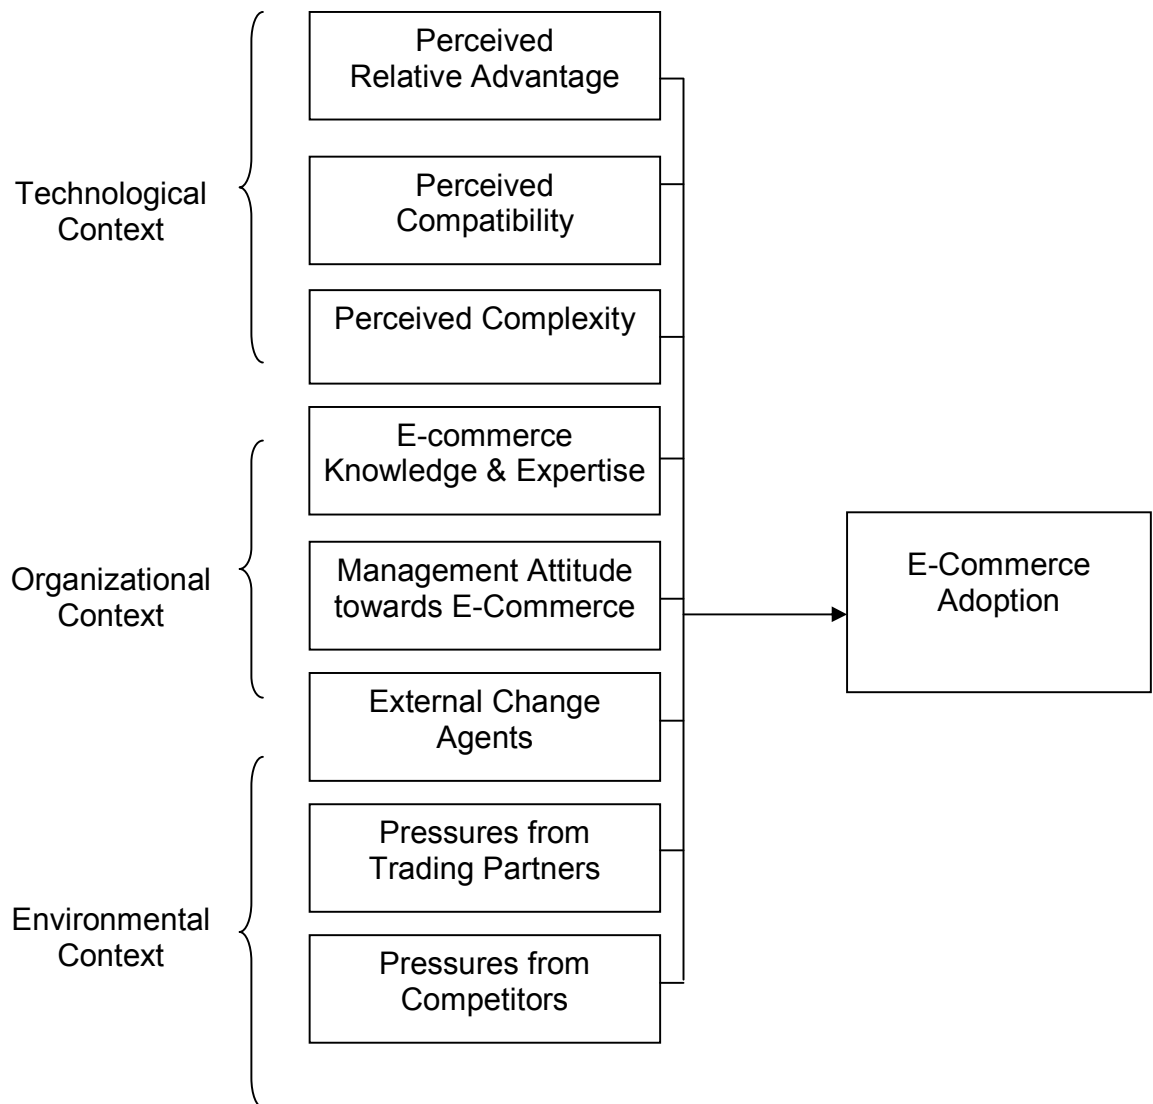 Perceived
Relative Advantage
Technological
Context
Perceived
Compatibility
Perceived Complexity
E-commerce
Knowledge & Expertise
Organizational
Context
Management Attitude
towards E-Commerce
E-Commerce
Adoption
External Change
Agents
Pressures from
Trading Partners
Environmental
Context
Pressures from
Competitors